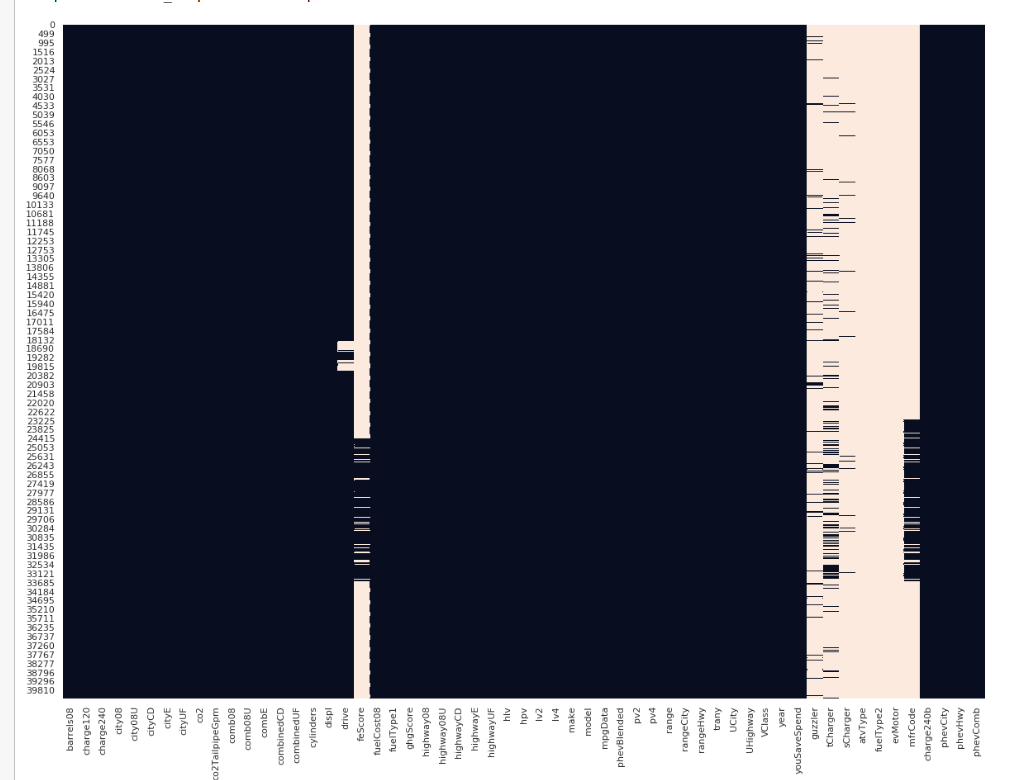 0
499
995
1516
2013
2524
3027
3531
4030
4533
5039
5546
6053
6553
7050
7577
8068
8603
9097
9640
10133
10681
11188
11745
12253
12753
13305
13806
14355
14881
15420
15940
16475
17011
17584
18132
18690
19282
19815
20382
20903
21458
22020
22622
23225
23825
24415
25053
25631
26243
26855
27419
27977
28586
29131
29706
30284
30835
31435
31986
32534
33121
33685
34184
34695
35210
35711
36235
36737
37260
37767
38277
38796
39296
39810
barrels08
charge120
charge240
city08
city08U
cityCD
cityE
cityUF
co2
co2TailpipeGpm
comb08
comb08U
combE
combinedCD
combinedUF
cylinders
displ
drive
feScore
fuelCost08
fuelType1
ghgScore
highway08
highway08U
highwayCD
highwayE
highwayUF
hlv
hpv
lv2
lv4
make
model
mpgData
phevBlended
pv2
pv4
range
rangeCity
rangeHwy
trany
UCity
UHighway
VClass
year
youSaveSpend
guzzler
tCharger
sCharger
atvType
fuelType2
evMotor
mfrCode
charge240b
phevCity
phevHwy
phevComb